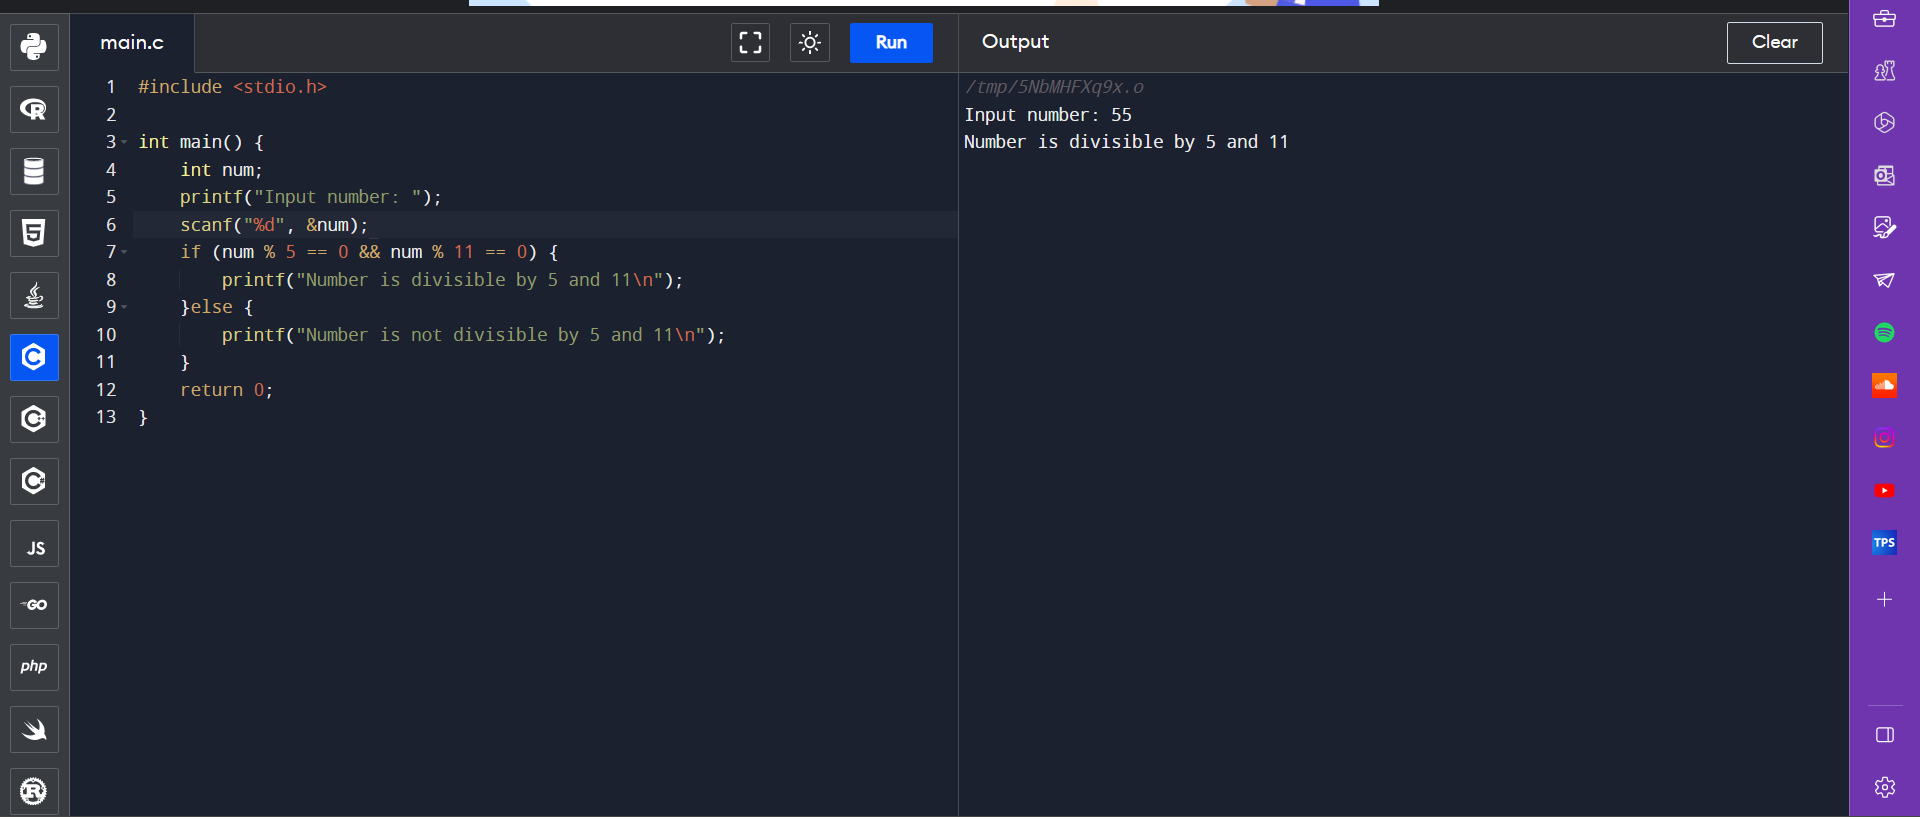 main.c
Run
Output
Clear
1 #include <stdio.h>
2
3 int main() {
4     int num;
5     printf("Input number: ");
6     scanf("%d", &num);
7     if (num % 5 == 0 && num % 11 == 0) {
8         printf("Number is divisible by 5 and 11\n");
9     }else {
10         printf("Number is not divisible by 5 and 11\n");
11     }
12     return 0;
13 }
/tmp/5NbMHFXq9x.o
Input number: 55
Number is divisible by 5 and 11
R
5
C
C++
C#
JS
GO
php
R
TPS